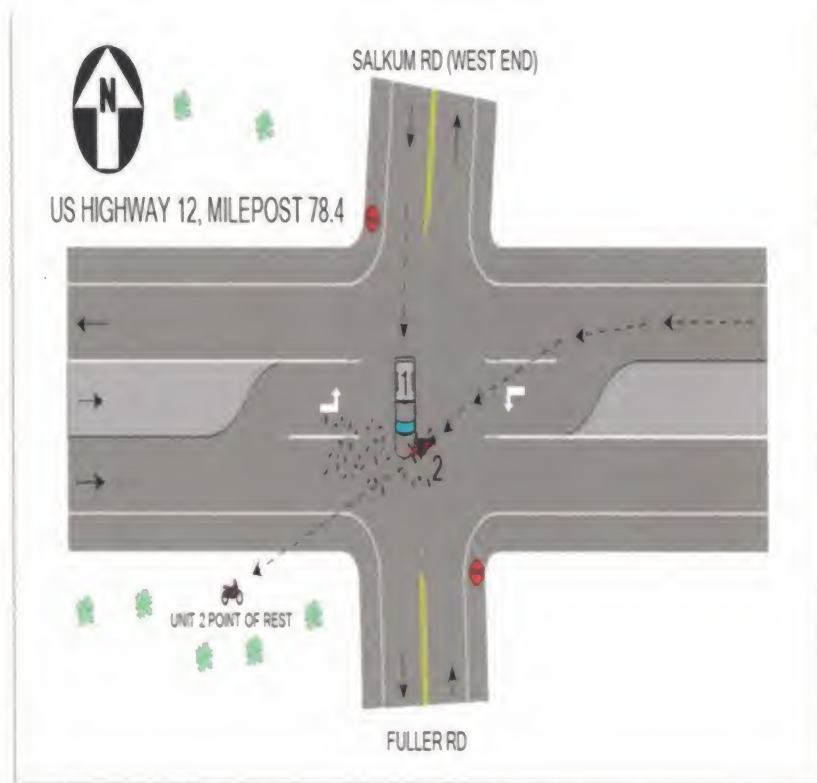 SALKUM RD (WEST END)
N
US HIGHWAY 12, MILEPOST 78.4
1
2
UNIT 2 POINT OF REST
FULLER RD